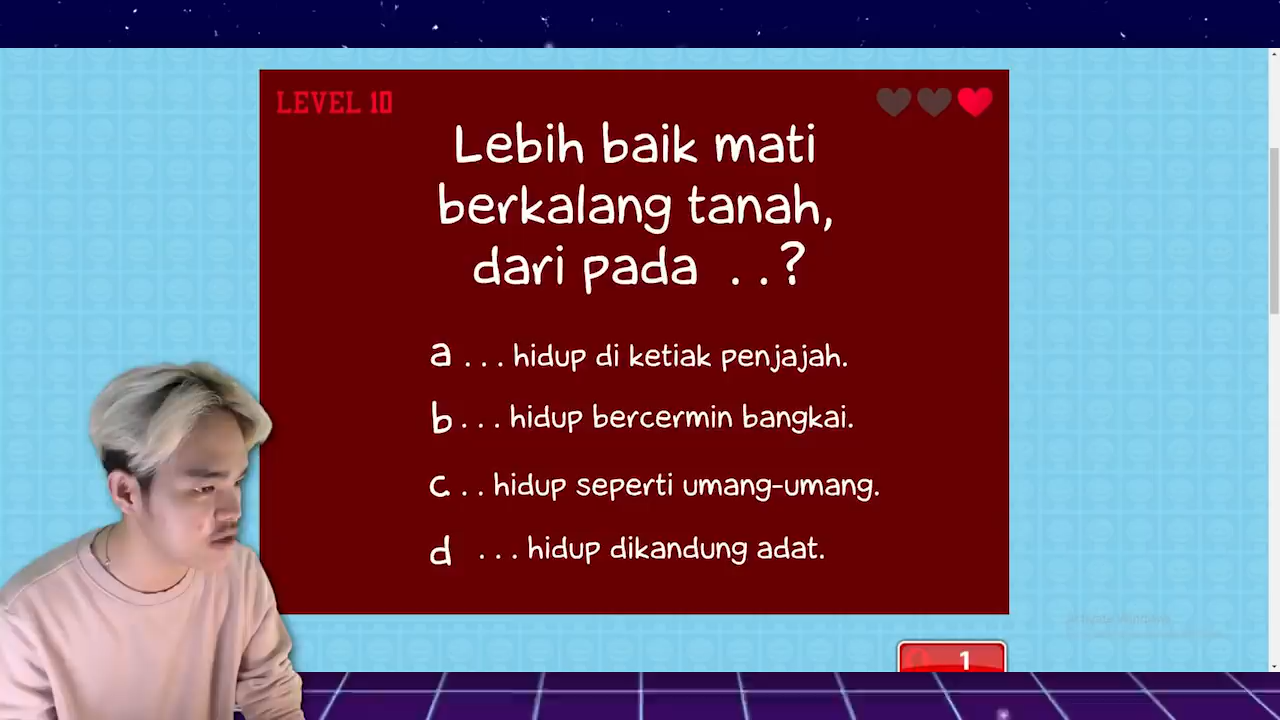 LEVEL 10
Lebih baik mati
berkalang tanah,
dari pada . . ?
a . . . hidup di ketiak penjajah.
b . . . hidup bercermin bangkai.
c . . hidup seperti umang-umang.
d . . . hidup dikandung adat.
1